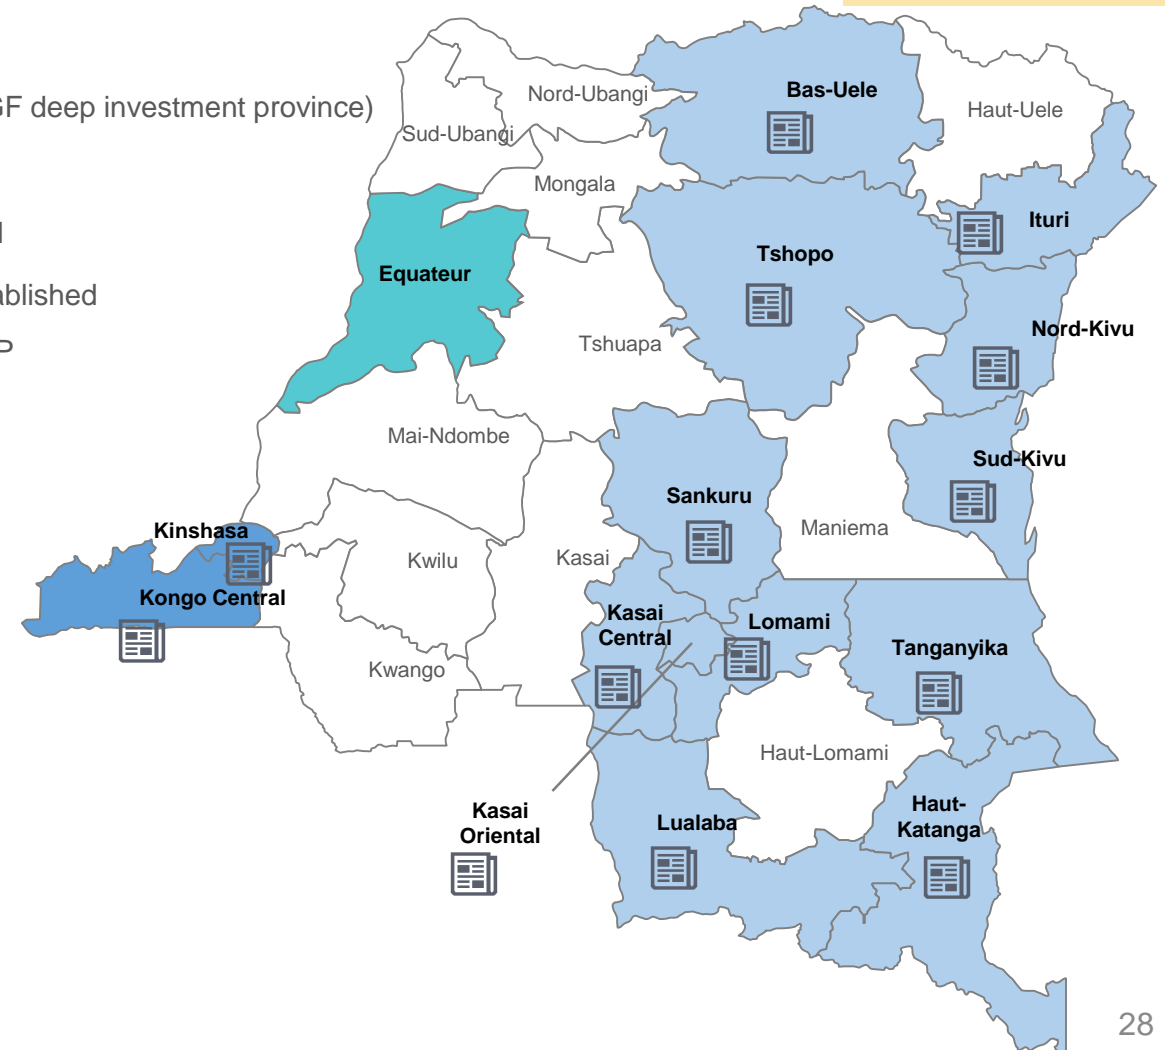 deep investment province)
Nord-Ubangi
Bas-Uele
Haut-Uele
Sud-Ubangi
Mongala
Ituri
Tshopo
Equateur
Nord-Kivu
Tshuapa
Mai-Ndombe
Sud-Kivu
Sankuru
Maniema
Kinshasa
Kwilu
Kasai
Kongo Central
Kasai
Central
Lomami
Tanganyika
Kwango
Haut-Lomami
Kasai
Oriental
Lualaba
Haut-
Katanga
28